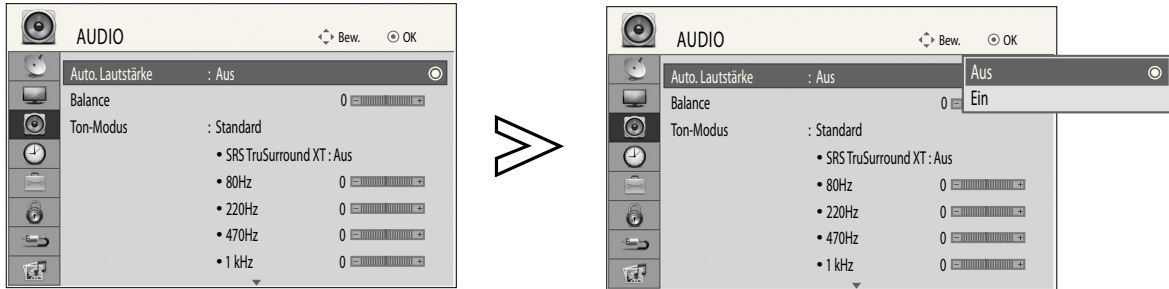 AUDIO Bew. OK
Auto. Lautstärke : Aus
Balance 0 - +
Ton-Modus : Standard
• SRS TruSurround XT : Aus
• 80Hz 0 - +
• 220Hz 0 - +
• 470Hz 0 - +
• 1 kHz 0 - +
AUDIO Bew. OK
Auto. Lautstärke : Aus
Aus
Ein
Balance 0 -
Ton-Modus : Standard
• SRS TruSurround XT : Aus
• 80Hz 0 - +
• 220Hz 0 - +
• 470Hz 0 - +
• 1 kHz 0 - +